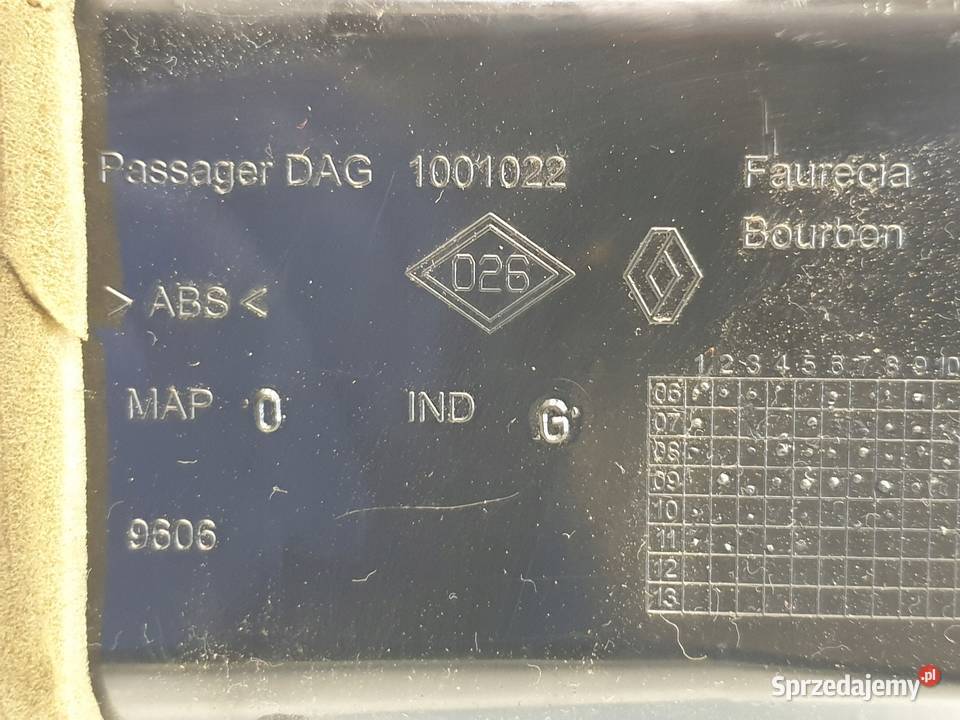 Passager DAG 1001022 Faurecia
Bourbon
026
> ABS <
MAP 0 IND G
9606
1 2 3 4 5 6 7 8 9 10
06
07
08
09
10
11
12
13
Sprzedajemy.pl